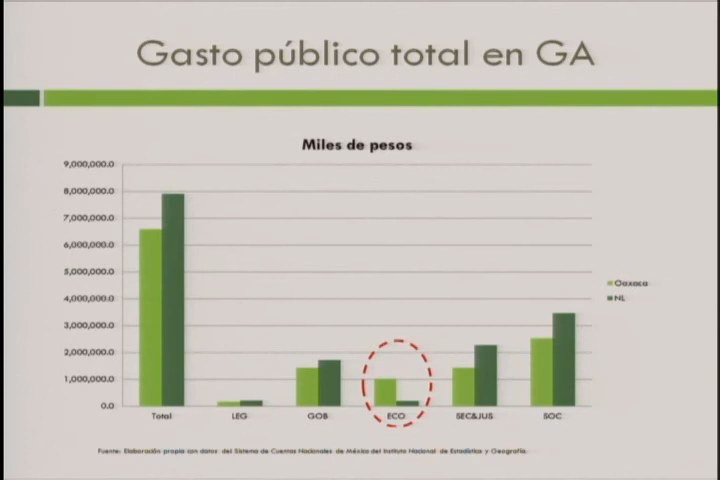 Gasto público total en GA
Miles de pesos
9,000,000.0
8,000,000.0
7,000,000.0
6,000,000.0
5,000,000.0
4,000,000.0
3,000,000.0
2,000,000.0
1,000,000.0
0.0
Total LEG GOB ECO SEC&JUS SOC
Oaxaca
NL
Fuente: Elaboración propia con datos del Sistema de Cuentas Nacionales de México del Instituto Nacional de Estadística y Geografía.